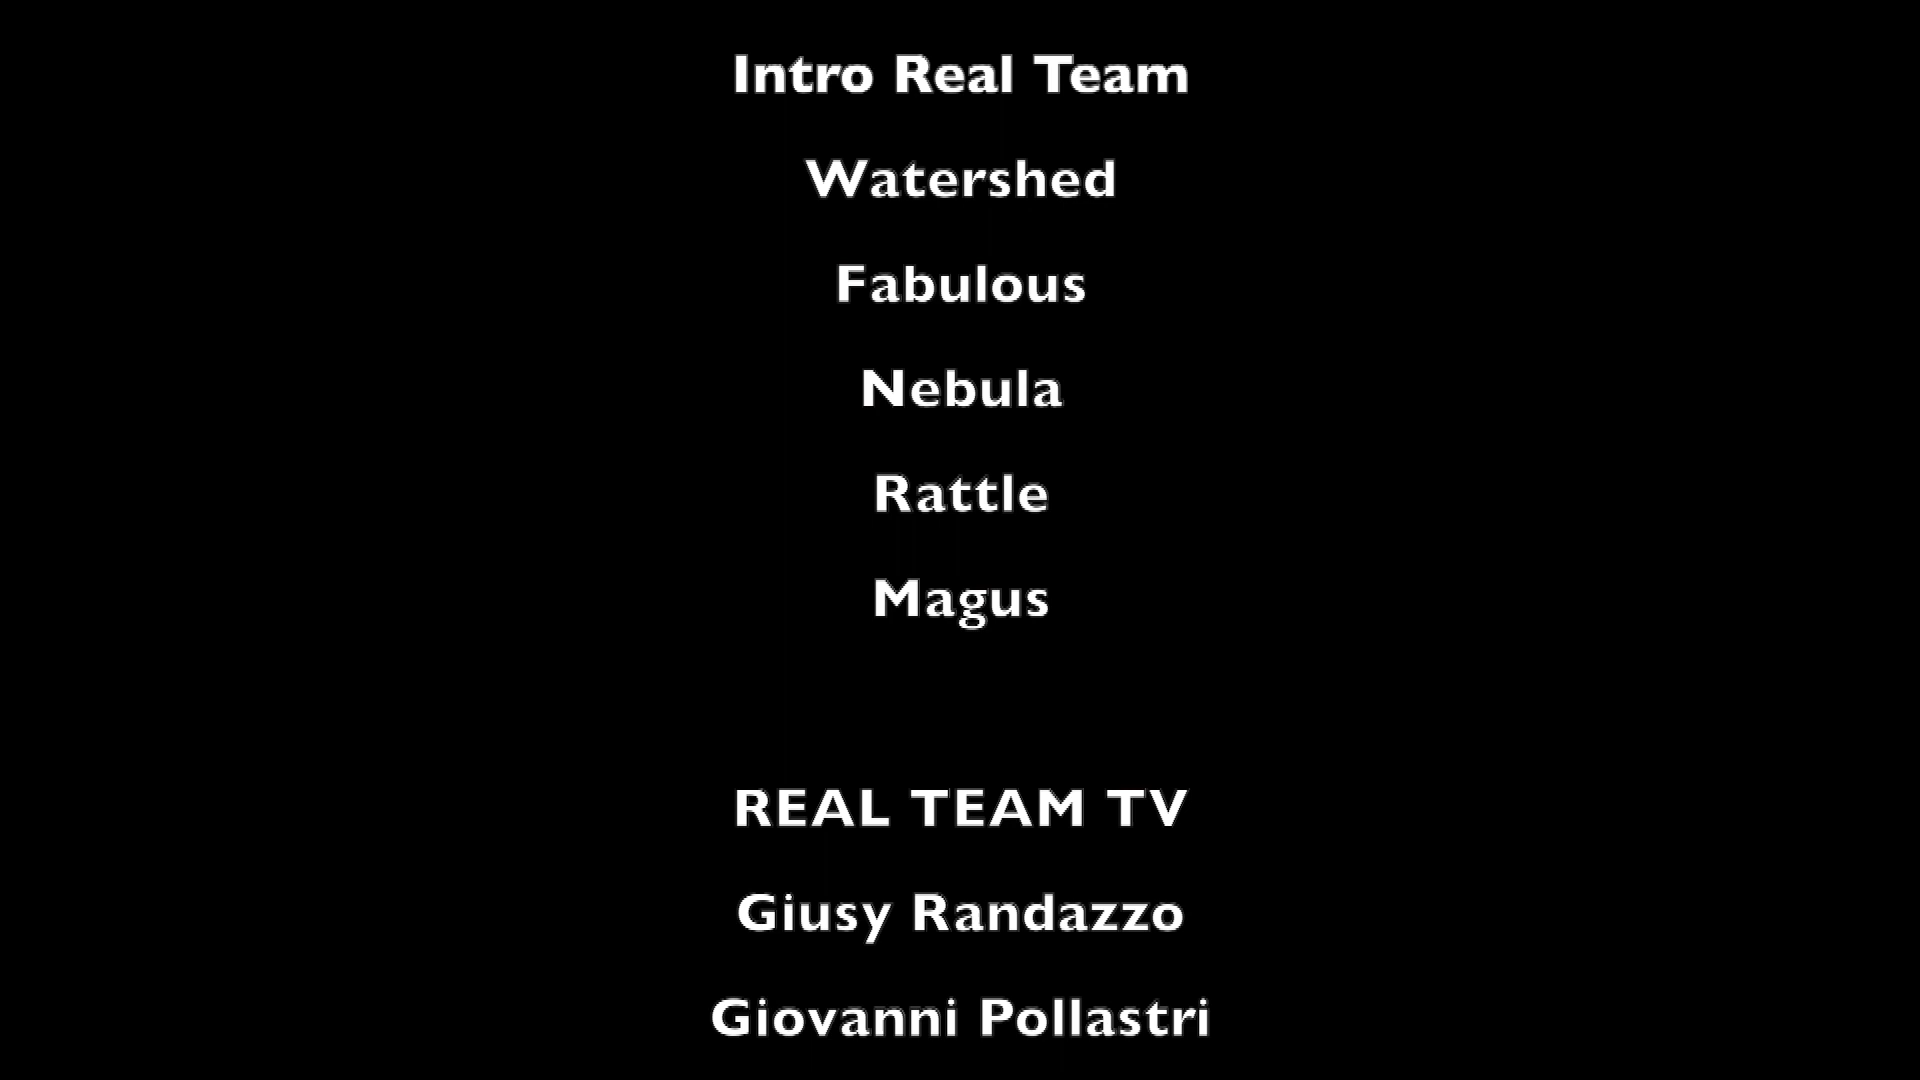 Intro Real Team
Watershed
Fabulous
Nebula
Rattle
Magus
REAL TEAM TV
Giusy Randazzo
Giovanni Pollastri